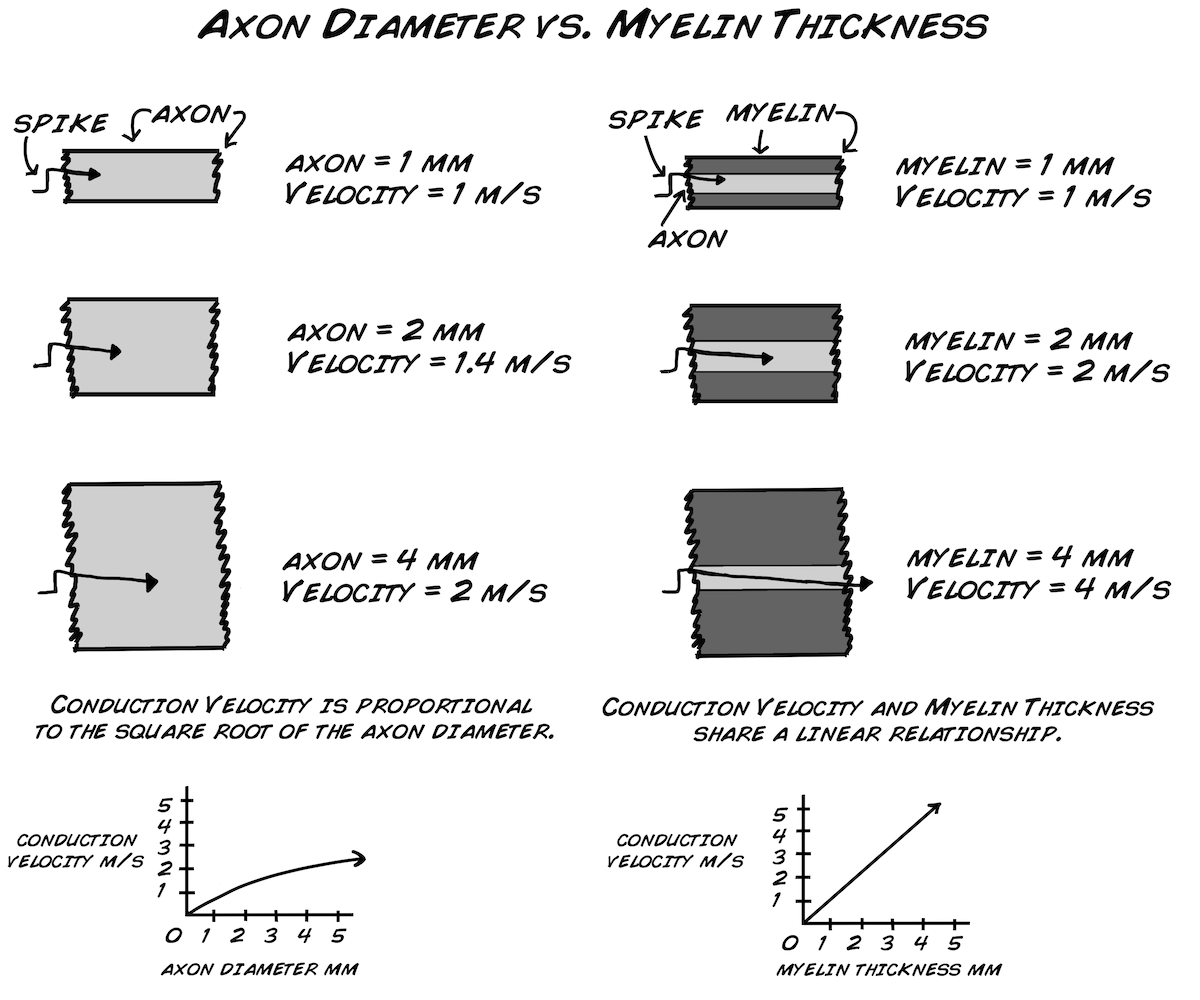 AXON DIAMETER VS. MYELIN THICKNESS
SPIKE
AXON
AXON = 1 MM
VELOCITY = 1 M/S
AXON = 2 MM
VELOCITY = 1.4 M/S
AXON = 4 MM
VELOCITY = 2 M/S
CONDUCTION VELOCITY IS PROPORTIONAL
TO THE SQUARE ROOT OF THE AXON DIAMETER.
5
4
3
2
1
CONDUCTION
VELOCITY M/S
0 1 2 3 4 5
AXON DIAMETER MM
SPIKE
MYELIN
AXON
MYELIN = 1 MM
VELOCITY = 1 M/S
MYELIN = 2 MM
VELOCITY = 2 M/S
MYELIN = 4 MM
VELOCITY = 4 M/S
CONDUCTION VELOCITY AND MYELIN THICKNESS
SHARE A LINEAR RELATIONSHIP.
5
4
3
2
1
CONDUCTION
VELOCITY M/S
0 1 2 3 4 5
MYELIN THICKNESS MM